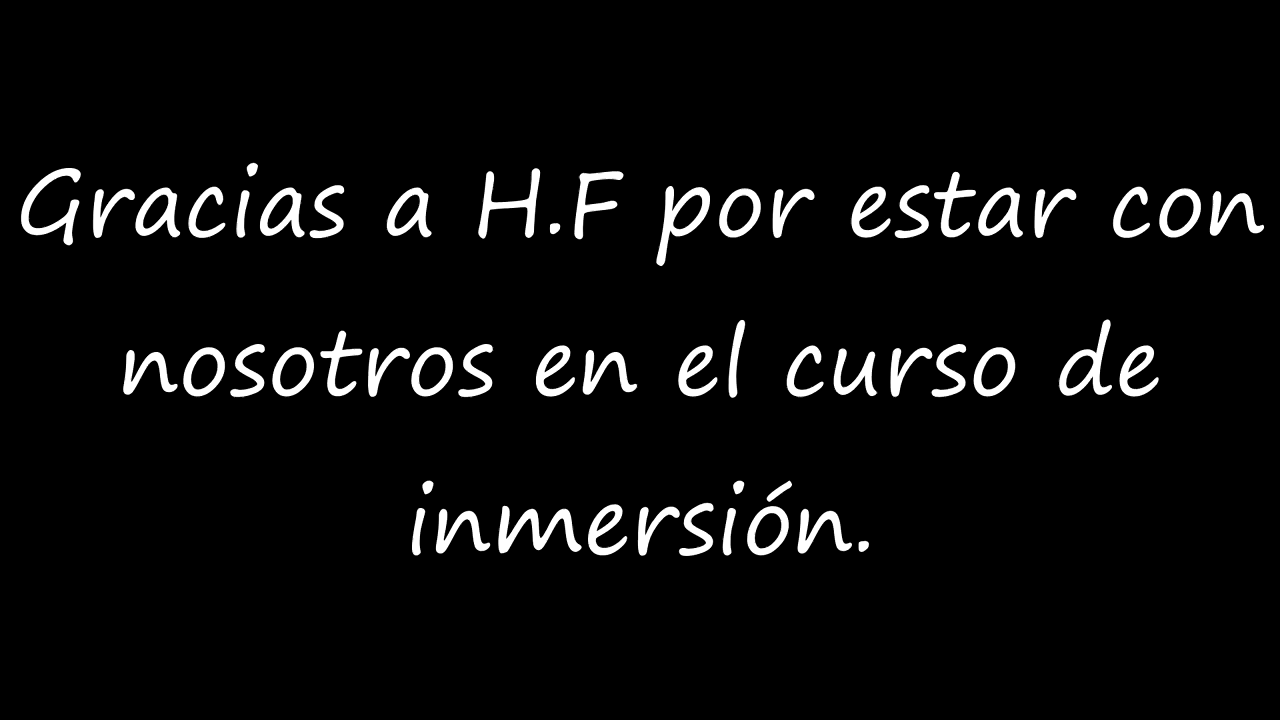 Gracias a H.F por estar con
nosotros en el curso de
inmersión.